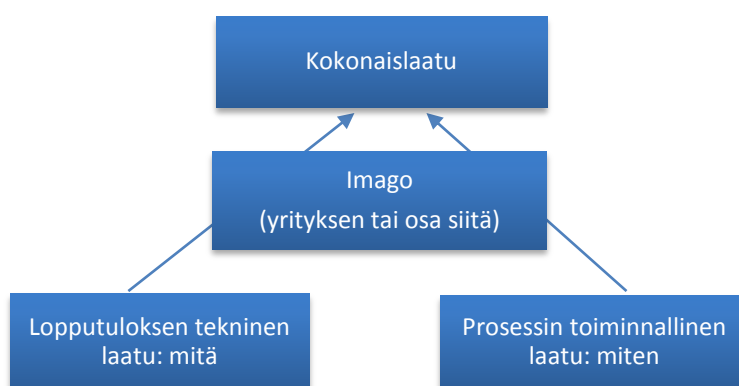 Kokonaislaatu
Imago
(yrityksen tai osa siitä)
Lopputuloksen tekninen
laatu: mitä
Prosessin toiminnallinen
laatu: miten